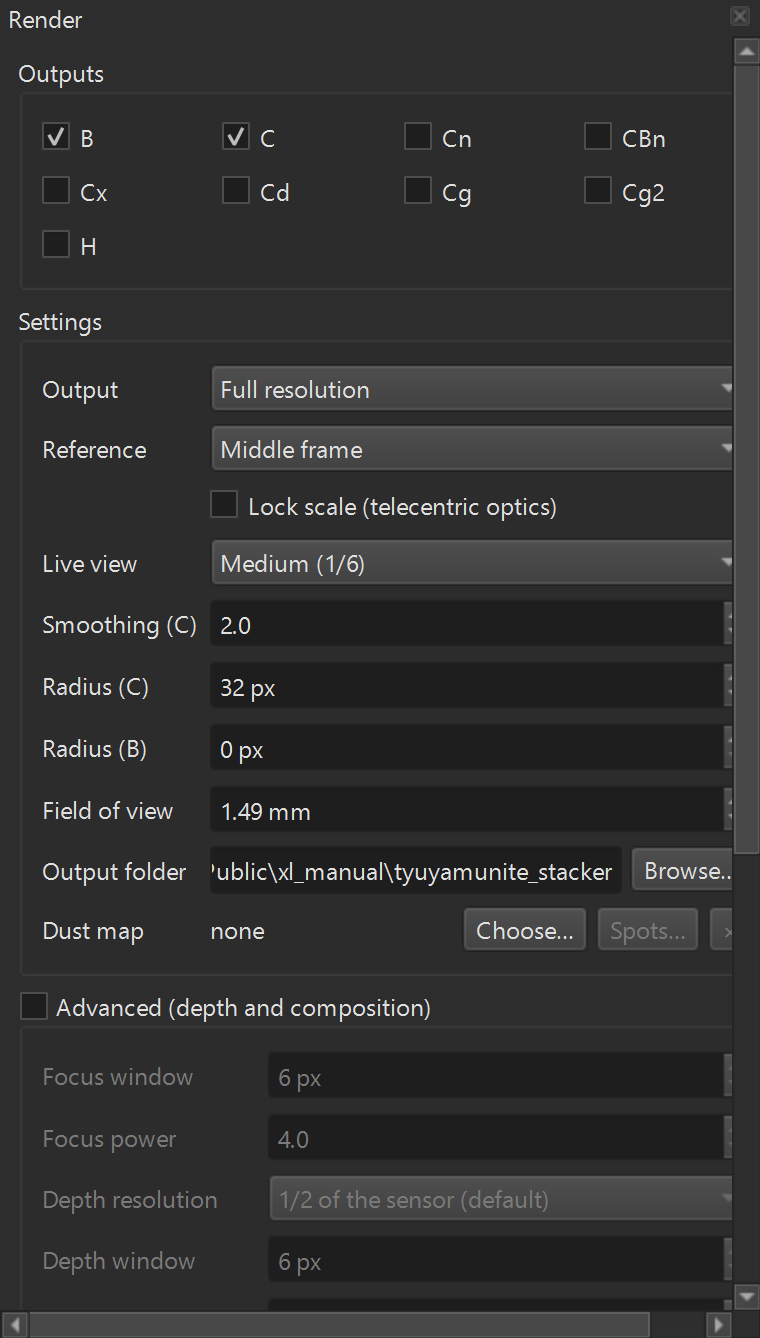 Render
Outputs
B C Cn CBn
Cx Cd Cg Cg2
H
Settings
Output Full resolution
Reference Middle frame
Lock scale (telecentric optics)
Live view Medium (1/6)
Smoothing (C) 2.0
Radius (C) 32 px
Radius (B) 0 px
Field of view 1.49 mm
Output folder Public\xl_manual\tyuyamunite_stacker Browse..
Dust map none Choose... Spots...
Advanced (depth and composition)
Focus window 6 px
Focus power 4.0
Depth resolution 1/2 of the sensor (default)
Depth window 6 px